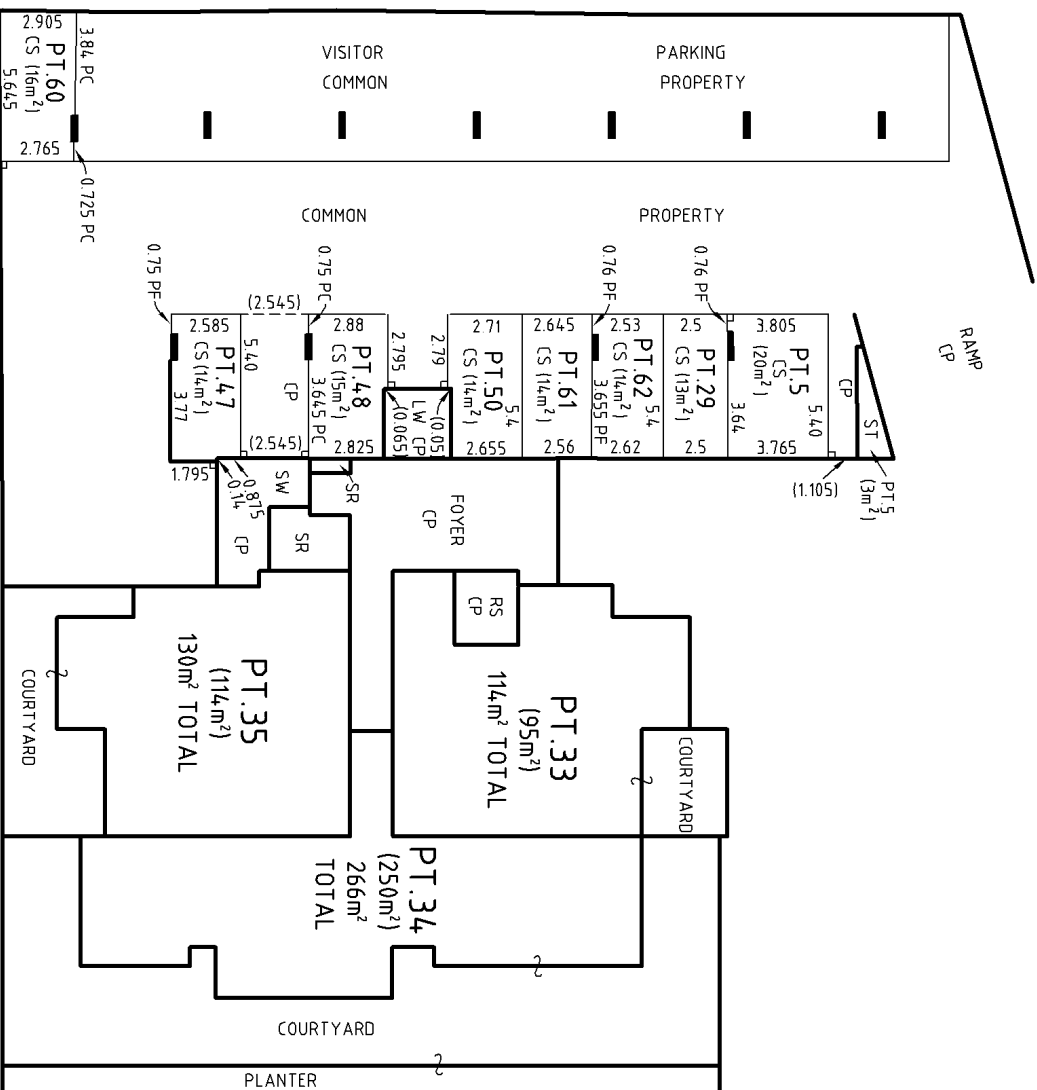 2.905
PT.60
CS (16m²)
5.645
3.84 PC
2.765
0.725 PC
VISITOR
COMMON
PARKING
PROPERTY
COMMON
PROPERTY
RAMP
CP
0.75 PF
(2.545)
0.75 PC
0.76 PF
0.76 PF
2.585
PT.47
CS (14m²)
3.77
5.40
CP
(2.545)
2.88
PT.48
CS (15m²)
3.645 PC
2.825
2.795
2.79
LW CP
(0.065)
(0.05)
2.71
PT.50
CS (14m²)
5.4
2.655
2.645
PT.61
CS (14m²)
2.56
2.53
PT.62
CS (14m²)
5.4
3.655 PF
2.62
2.5
PT.29
CS (13m²)
2.5
3.805
PT.5
CS
(20m²)
3.64
5.40
3.765
CP
ST
PT.5
(3m²)
(1.105)
1.795
0.14
0.875
SW
CP
SR
SR
FOYER
CP
RS
CP
PT.35
(114m²)
130m² TOTAL
COURTYARD
PT.33
(95m²)
114m² TOTAL
COURTYARD
PT.34
(250m²)
266m²
TOTAL
COURTYARD
PLANTER